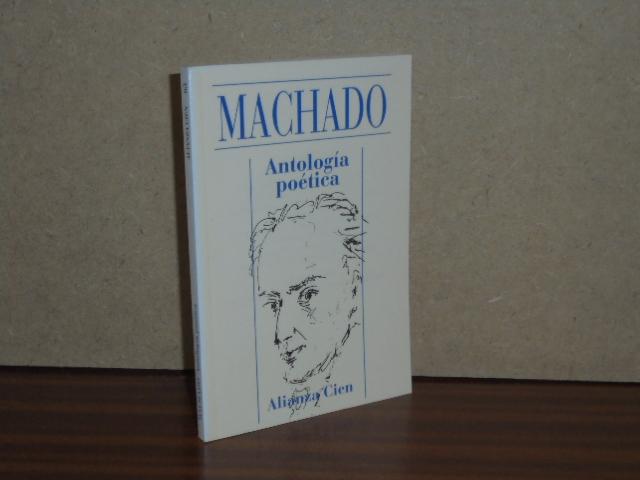 MACHADO
Antología
poética
Alianza Cien